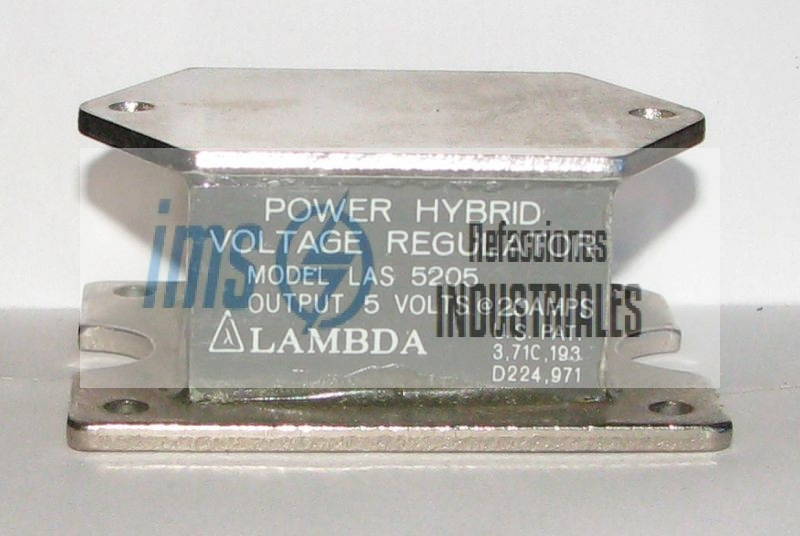 POWER HYBRID
VOLTAGE REGULATOR
MODEL LAS 5205
OUTPUT 5 VOLTS @ 20AMPS
U.S. PAT.
LAMBDA
3,71C,193
D224,971
ims
Refacciones
INDUSTRIALES